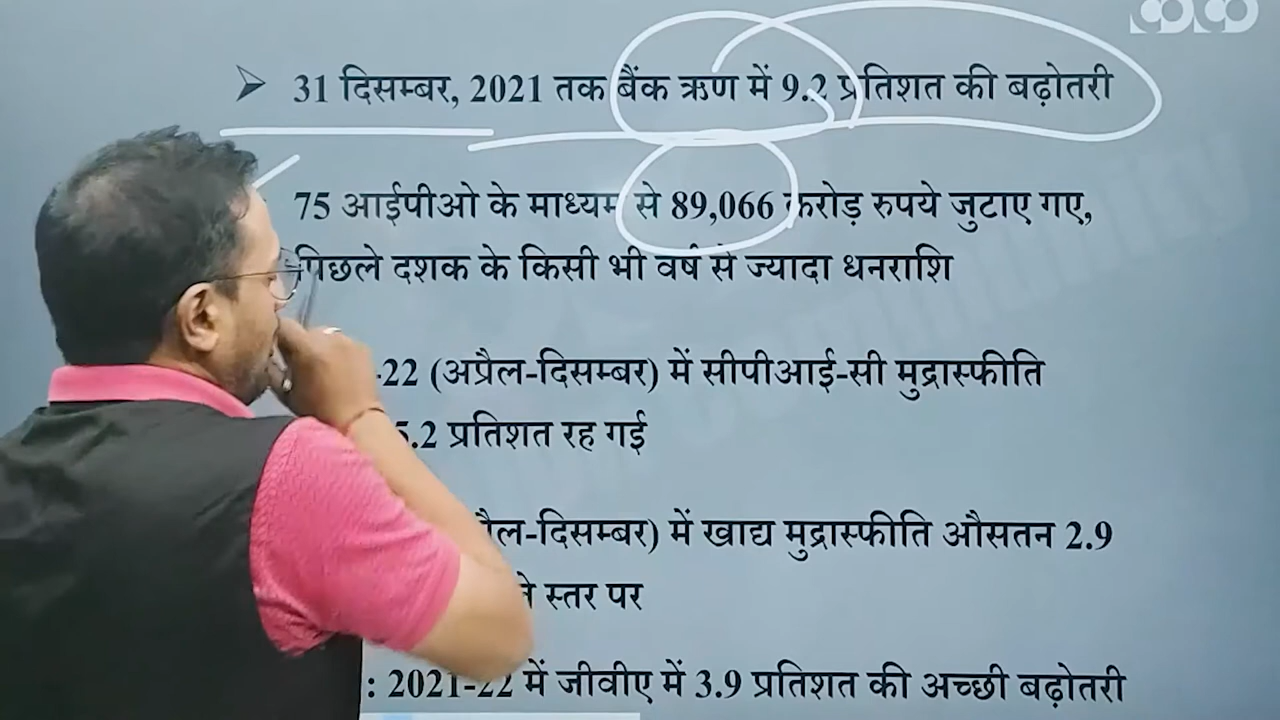 31 दिसम्बर, 2021 तक बैंक ऋण में 9.2 प्रतिशत की बढ़ोतरी
75 आईपीओ के माध्यम से 89,066 करोड़ रुपये जुटाए गए,
पिछले दशक के किसी भी वर्ष से ज्यादा धनराशि
-22 (अप्रैल-दिसम्बर) में सीपीआई-सी मुद्रास्फीति
5.2 प्रतिशत रह गई
-दिसम्बर) में खाद्य मुद्रास्फीति औसतन 2.9
स्तर पर
: 2021-22 में जीवीए में 3.9 प्रतिशत की अच्छी बढ़ोतरी